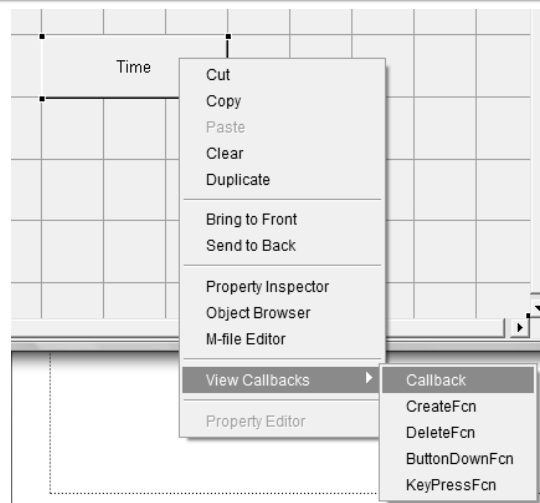 Time
Cut
Copy
Paste
Clear
Duplicate
Bring to Front
Send to Back
Property Inspector
Object Browser
M-file Editor
View Callbacks
Property Editor
Callback
CreateFcn
DeleteFcn
ButtonDownFcn
KeyPressFcn